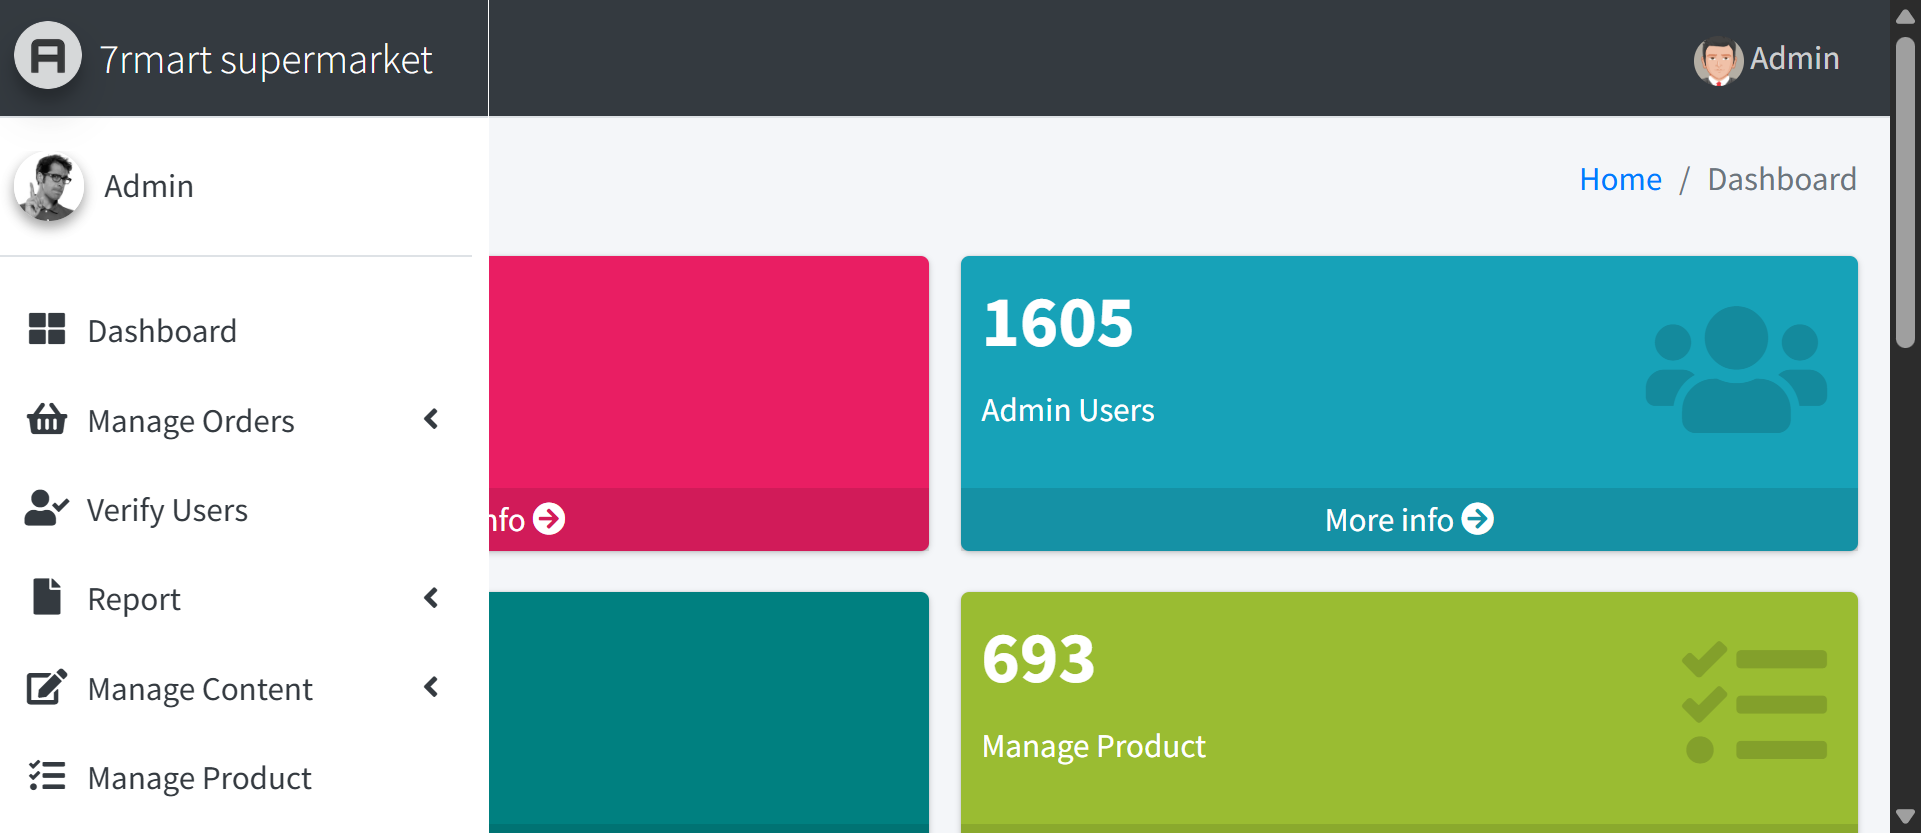 7rmart supermarket
Admin
Admin
Home / Dashboard
Dashboard
Manage Orders
Verify Users
Report
Manage Content
Manage Product
1605
Admin Users
nfo
More info
693
Manage Product